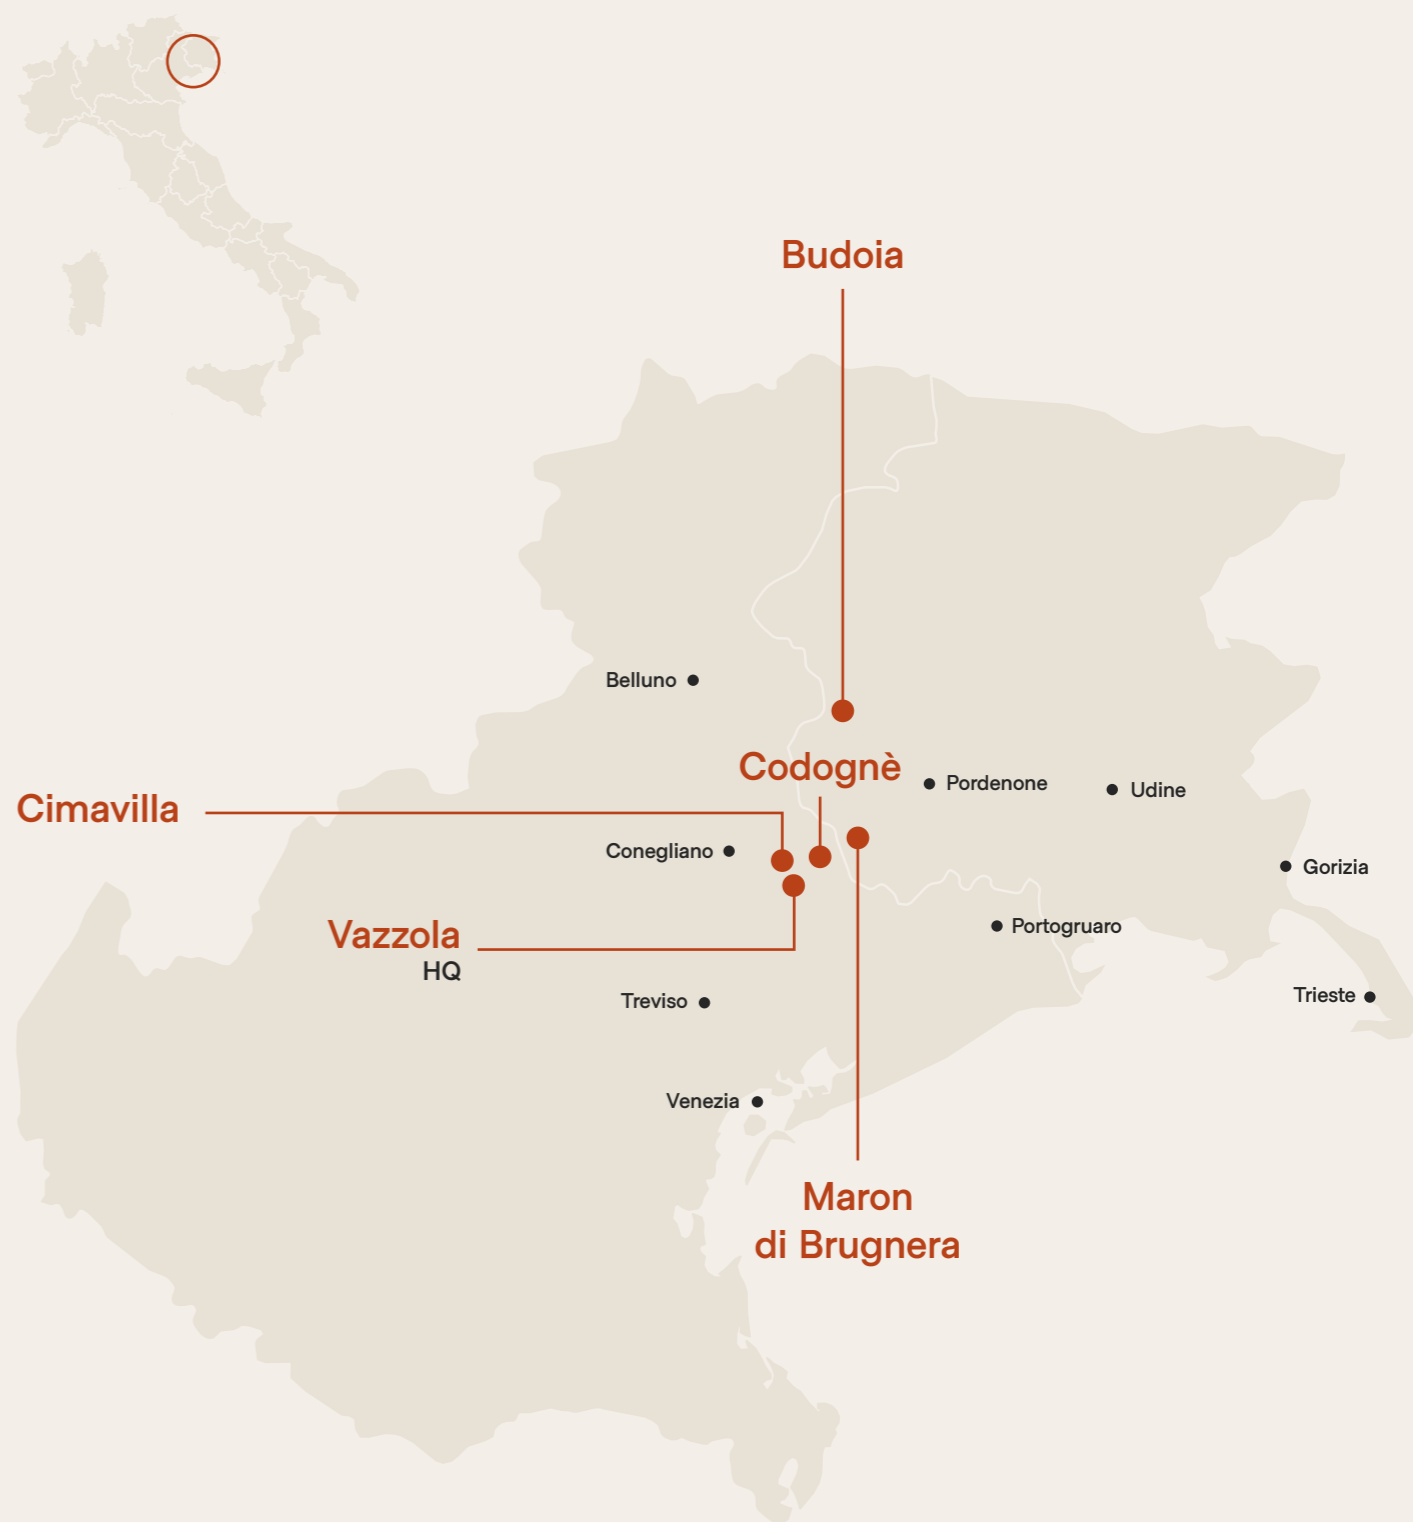 Budoia
Belluno
Codognè
Pordenone
Udine
Cimavilla
Conegliano
Gorizia
Vazzola
HQ
Portogruaro
Treviso
Trieste
Venezia
Maron
di Brugnera